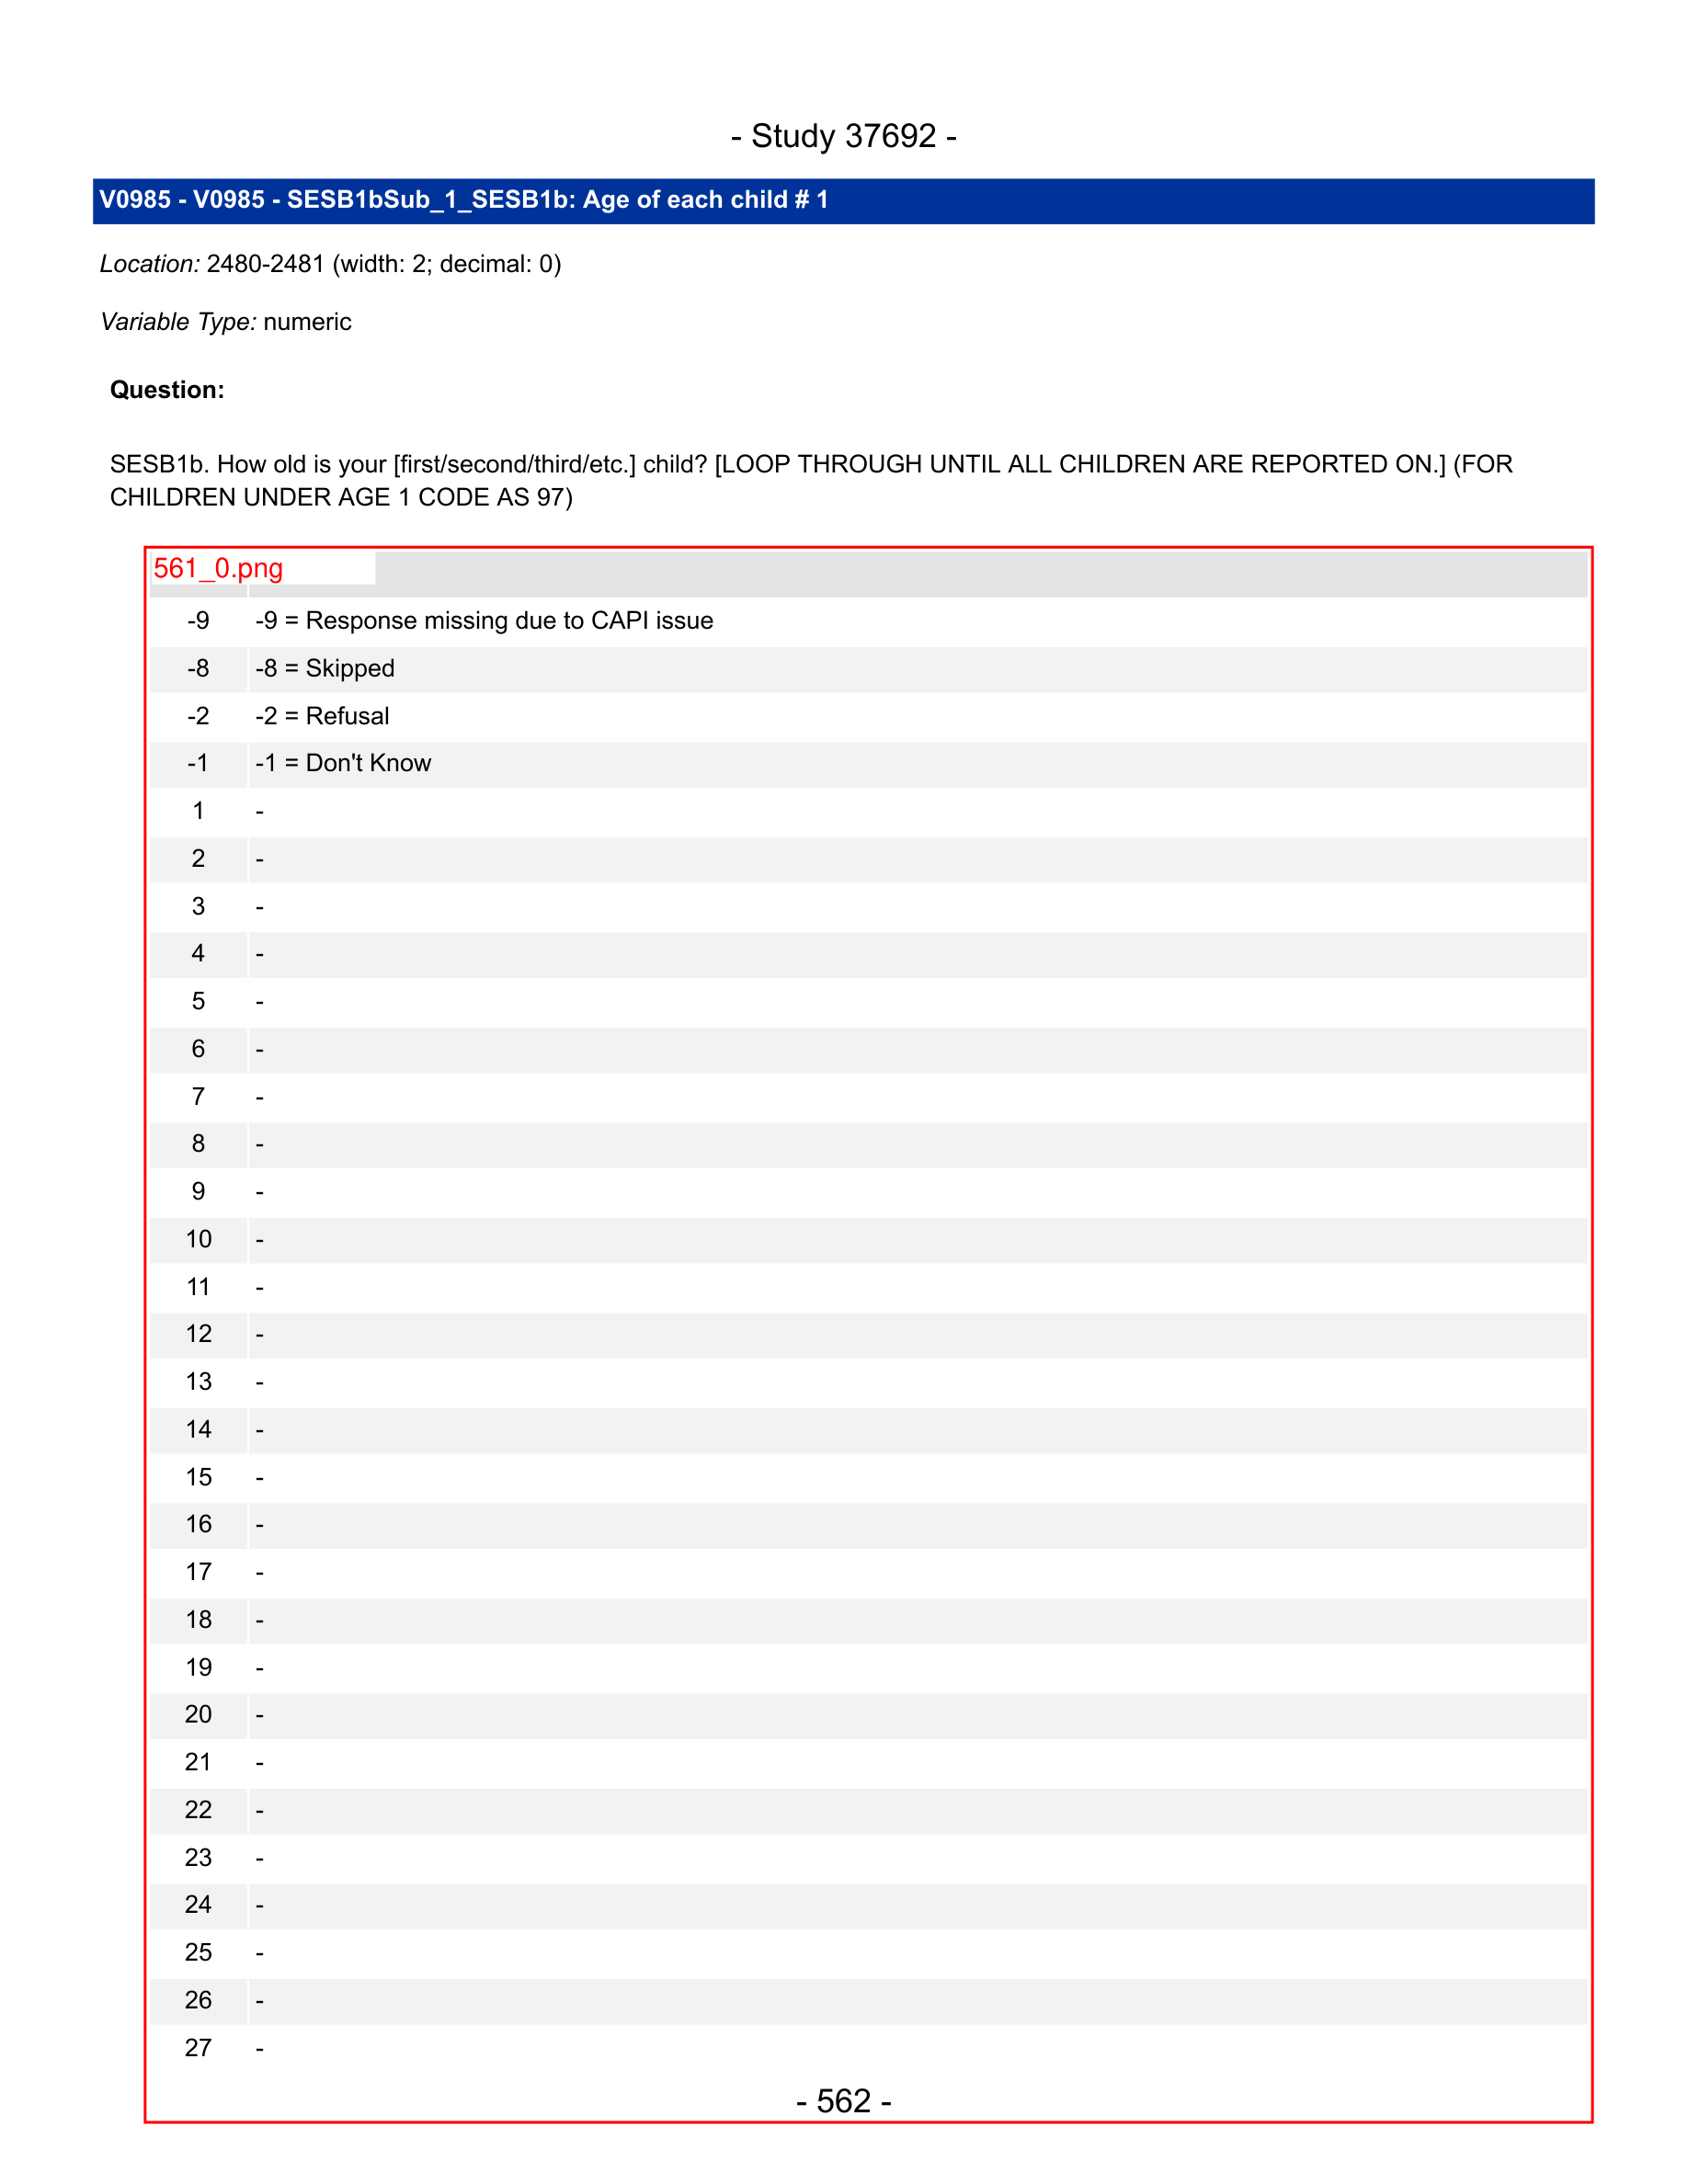 - Study 37692 -
V0985 - V0985 - SESB1bSub_1_SESB1b: Age of each child # 1
Location: 2480-2481 (width: 2; decimal: 0)
Variable Type: numeric
Question:
SESB1b. How old is your [first/second/third/etc.] child? [LOOP THROUGH UNTIL ALL CHILDREN ARE REPORTED ON.] (FOR
CHILDREN UNDER AGE 1 CODE AS 97)
561_0.png
-9 -9 = Response missing due to CAPI issue
-8 -8 = Skipped
-2 -2 = Refusal
-1 -1 = Don't Know
1 -
2 -
3 -
4 -
5 -
6 -
7 -
8 -
9 -
10 -
11 -
12 -
13 -
14 -
15 -
16 -
17 -
18 -
19 -
20 -
21 -
22 -
23 -
24 -
25 -
26 -
27 -
- 562 -